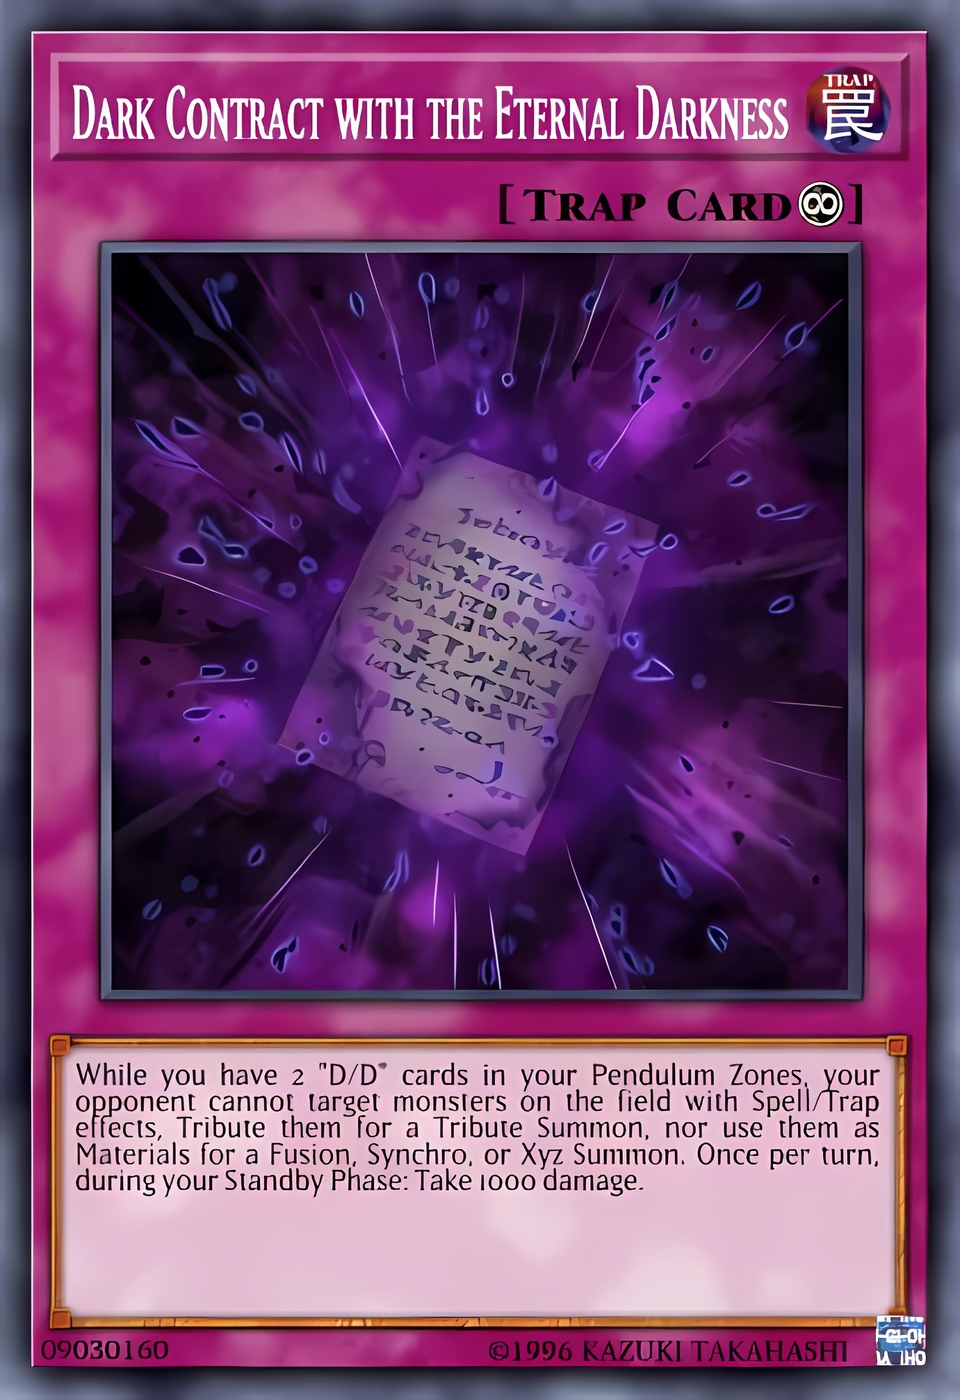 DARK CONTRACT WITH THE ETERNAL DARKNESS
TRAP
罠
[TRAP CARD]
While you have 2 "D/D" cards in your Pendulum Zones, your
opponent cannot target monsters on the field with Spell/Trap
effects, Tribute them for a Tribute Summon, nor use them as
Materials for a Fusion, Synchro, or Xyz Summon. Once per turn,
during your Standby Phase: Take 1000 damage.
09030160
©1996 KAZUKI TAKAHASHI